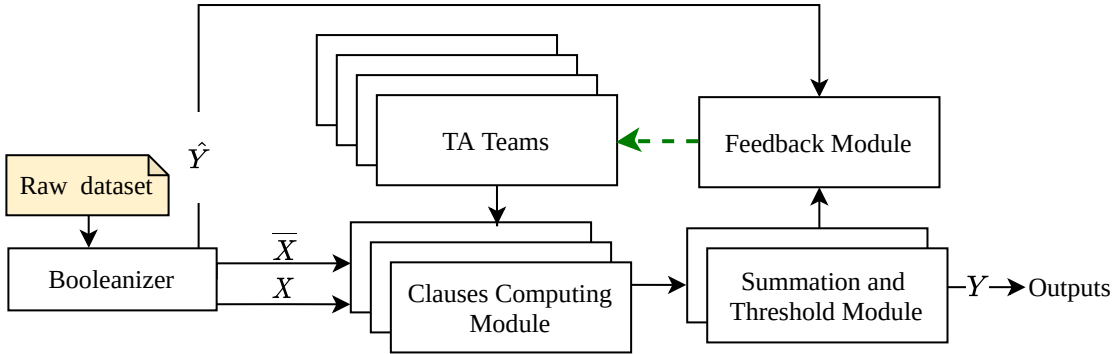 TA Teams
Feedback Module
Ŷ
Raw dataset
Booleanizer
X̅
X
Clauses Computing
Module
Summation and
Threshold Module
Y
Outputs